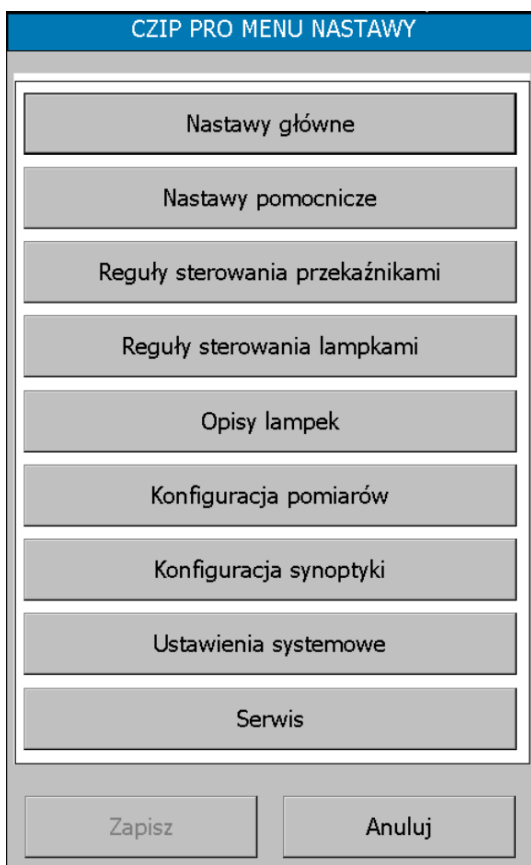 CZIP PRO MENU NASTAWY
Nastawy główne
Nastawy pomocnicze
Reguły sterowania przekaźnikami
Reguły sterowania lampkami
Opisy lampek
Konfiguracja pomiarów
Konfiguracja synoptyki
Ustawienia systemowe
Serwis
Zapisz Anuluj